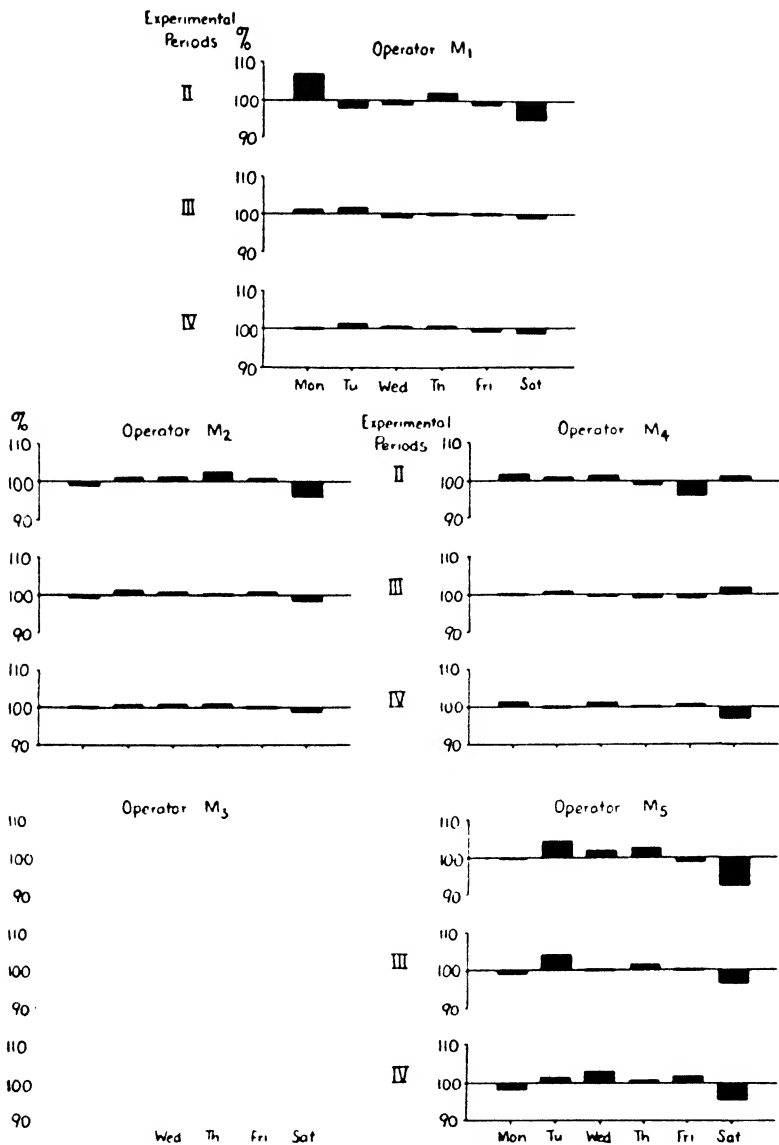 Experimental
Periods %
Operator M1
II
110
100
90
III
110
100
90
IV
110
100
90
Mon Tu Wed Th Fri Sat
%
Operator M2
110
100
90
110
100
90
110
100
90
Experimental
Periods
Operator M4
II
110
100
90
III
110
100
90
IV
110
100
90
Operator M3
110
100
90
110
100
90
110
100
90
Wed Th Fri Sat
Operator M5
110
100
90
III
110
100
90
IV
110
100
90
Mon Tu Wed Th Fri Sat